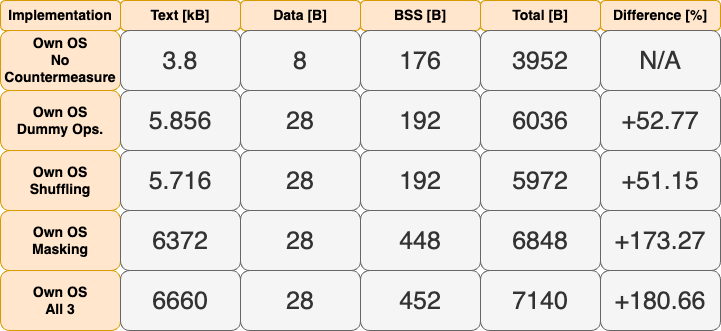 Implementation Text [kB] Data [B] BSS [B] Total [B] Difference [%]
Own OS
No
Countermeasure
3.8 8 176 3952 N/A
Own OS
Dummy Ops.
5.856 28 192 6036 +52.77
Own OS
Shuffling
5.716 28 192 5972 +51.15
Own OS
Masking
6372 28 448 6848 +173.27
Own OS
All 3
6660 28 452 7140 +180.66